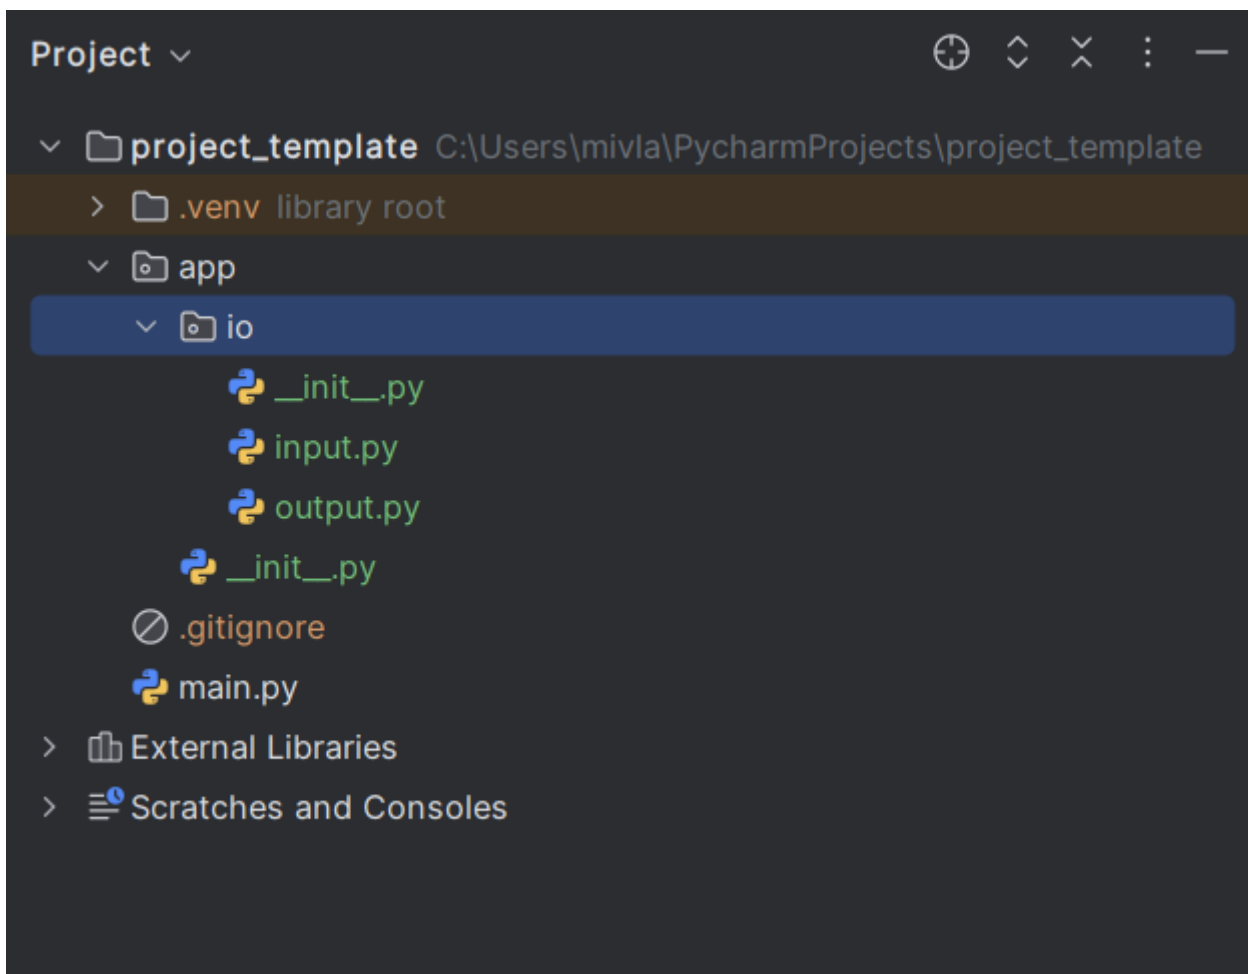 Project
project_template C:\Users\mivla\PycharmProjects\project_template
.venv library root
app
io
__init__.py
input.py
output.py
__init__.py
.gitignore
main.py
External Libraries
Scratches and Consoles